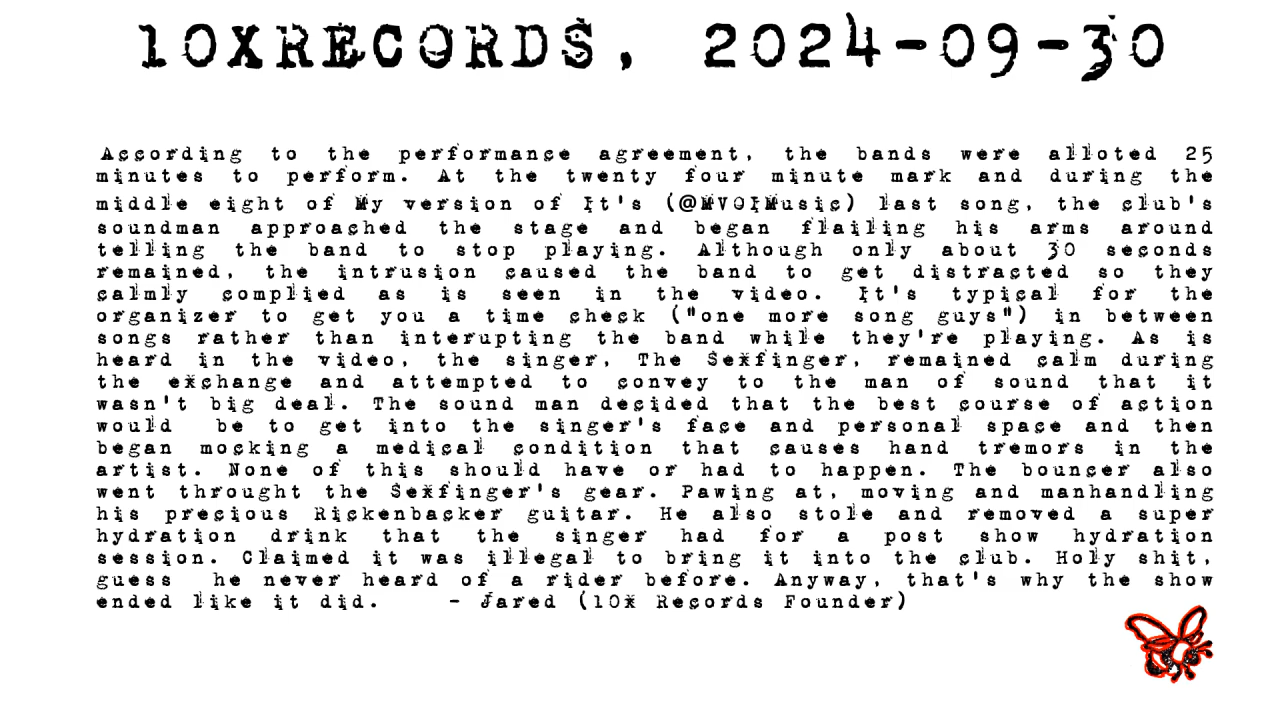 10XRECORDS, 2024-09-30
According to the performance agreement, the bands were alloted 25
minutes to perform. At the twenty four minute mark and during the
middle eight of My version of It's (@MVOIMusic) last song, the club's
soundman approached the stage and began flailing his arms around
telling the band to stop playing. Although only about 30 seconds
remained, the intrusion caused the band to get distracted so they
calmly complied as is seen in the video. It's typical for the
organizer to get you a time check ("one more song guys") in between
songs rather than interupting the band while they're playing. As is
heard in the video, the singer, The Sexfinger, remained calm during
the exchange and attempted to convey to the man of sound that it
wasn't big deal. The sound man decided that the best course of action
would be to get into the singer's face and personal space and then
began mocking a medical condition that causes hand tremors in the
artist. None of this should have or had to happen. The bouncer also
went throught the Sexfinger's gear. Pawing at, moving and manhandling
his precious Rickenbacker guitar. He also stole and removed a super
hydration drink that the singer had for a post show hydration
session. Claimed it was illegal to bring it into the club. Holy shit,
guess he never heard of a rider before. Anyway, that's why the show
ended like it did. - Jared (10x Records Founder)